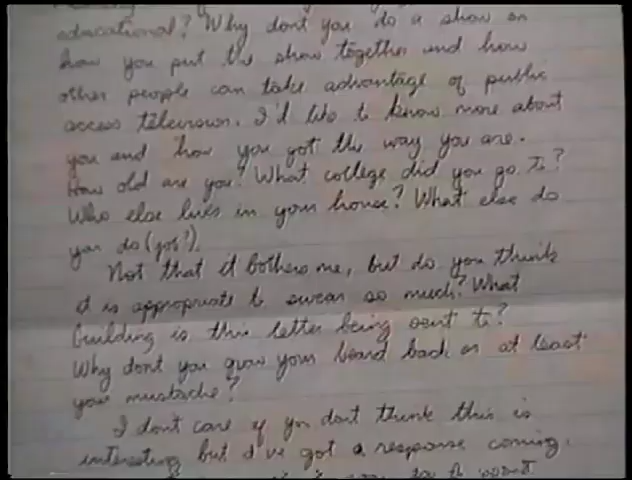 educational? Why dont you do a show on
how you put the show together and how
other people can take advantage of public
access television. I'd like to know more about
you and how you got the way you are.
How old are you? What college did you go to?
Who else lives in your house? What else do
you do (job?).
Not that it bothers me, but do you think
it is appropriate to swear so much? What
building is this letter being sent to?
Why dont you grow your beard back or at least
your mustache?
I dont care if you dont think this is
interesting but I've got a response coming.